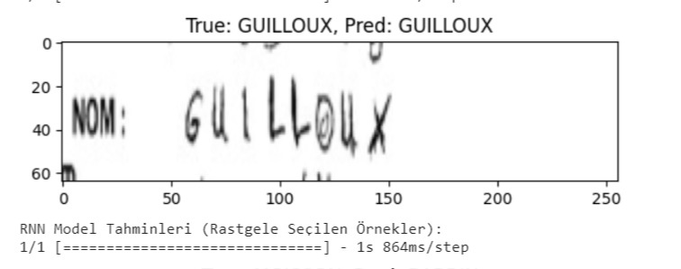 True: GUILLOUX, Pred: GUILLOUX
0
20
NOM: GUILLOUX
40
60
0 50 100 150 200 250
RNN Model Tahminleri (Rastgele Seçilen Örnekler):
1/1 [==============================] - 1s 864ms/step